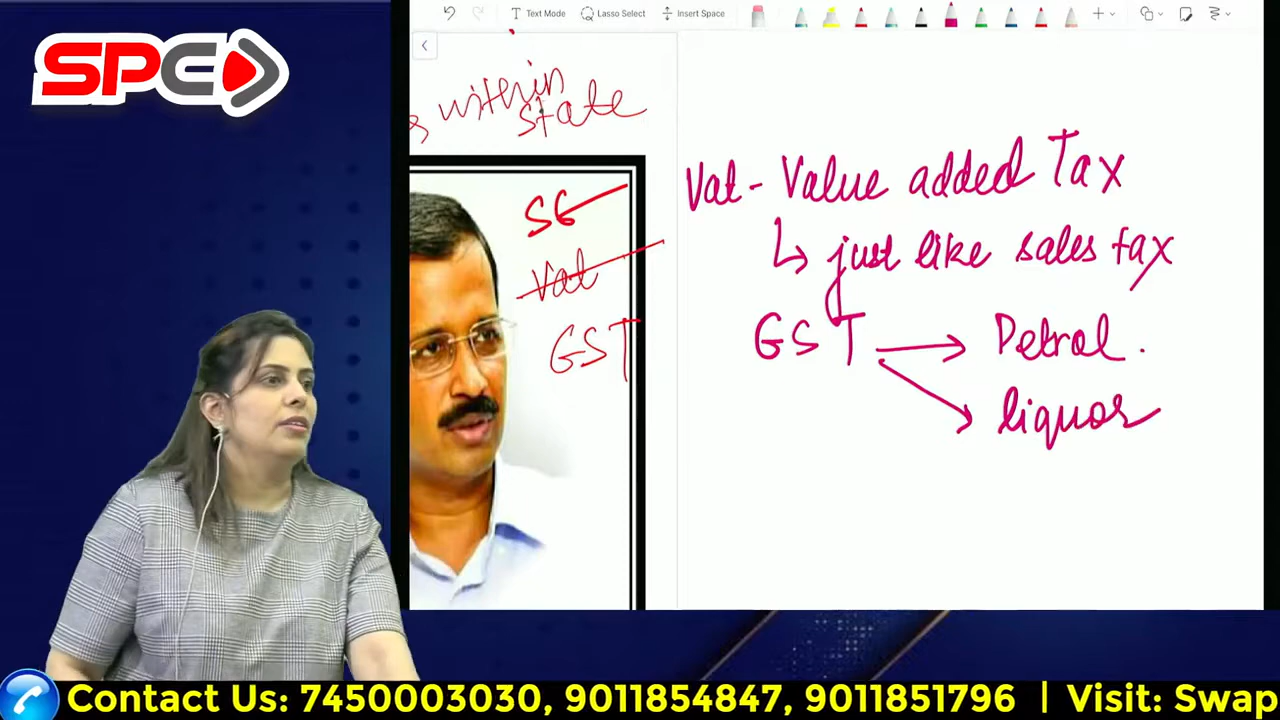 SPE
Text Mode Lasso Select Insert Space
within
state
SG
Vat
GST
Vat - Value added Tax
↳ just like sales tax
GST → Petrol.
→ liquor
Contact Us: 7450003030, 9011854847, 9011851796 | Visit: Swap